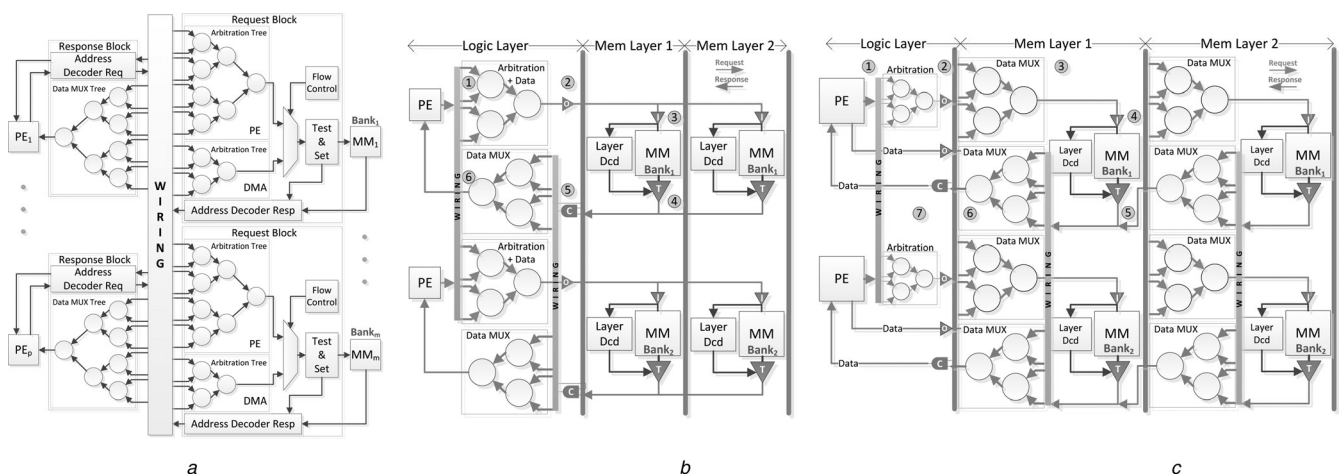 Request Block
Arbitration Tree
Response Block
Address
Decoder Req
Data MUX Tree
PE1
WIRING
PE
Flow
Control
Test
&
Set
Bank1
MM1
DMA
Address Decoder Resp
Request Block
Arbitration Tree
Response Block
Address
Decoder Req
Data MUX Tree
PEp
PE
Flow
Control
Test
&
Set
Bankm
MMm
DMA
Address Decoder Resp
a
Logic Layer
Mem Layer 1
Mem Layer 2
Request
Response
1
Arbitration
+ Data
2
PE
O
I
I
3
Layer
Dcd
MM
Bank1
Layer
Dcd
MM
Bank1
Data MUX
WIRING
6
5
T
T
4
C
WIRING
Arbitration
+ Data
PE
O
I
I
Layer
Dcd
MM
Bank2
Layer
Dcd
MM
Bank2
Data MUX
T
T
C
b
Logic Layer
Mem Layer 1
Mem Layer 2
Request
Response
1
2
Arbitration
Data MUX
3
Data MUX
PE
O
I
I
4
Data
O
Data MUX
Layer
Dcd
MM
Bank1
Data MUX
Layer
Dcd
MM
Bank1
WIRING
Data
C
T
T
7
6
5
Arbitration
Data MUX
WIRING
Data MUX
WIRING
PE
O
I
I
Data
O
Data MUX
Layer
Dcd
MM
Bank2
Data MUX
Layer
Dcd
MM
Bank2
Data
C
T
T
c